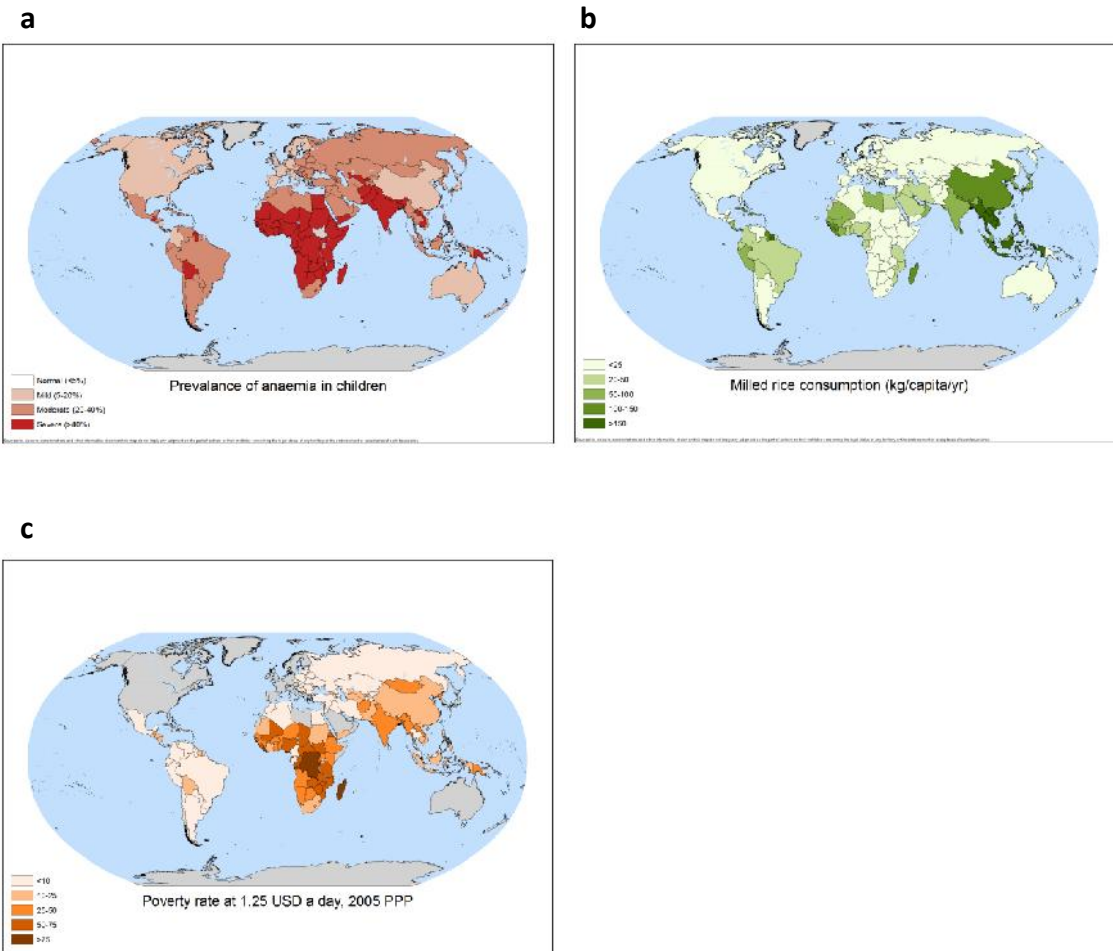 a
b
Normal (<5%)
Mild (5-20%)
Moderate (20-40%)
Severe (>40%)
Prevalance of anaemia in children
<25
20-50
50-100
100-150
>150
Milled rice consumption (kg/capita/yr)
c
<10
10-25
25-50
50-75
>75
Poverty rate at 1.25 USD a day, 2005 PPP